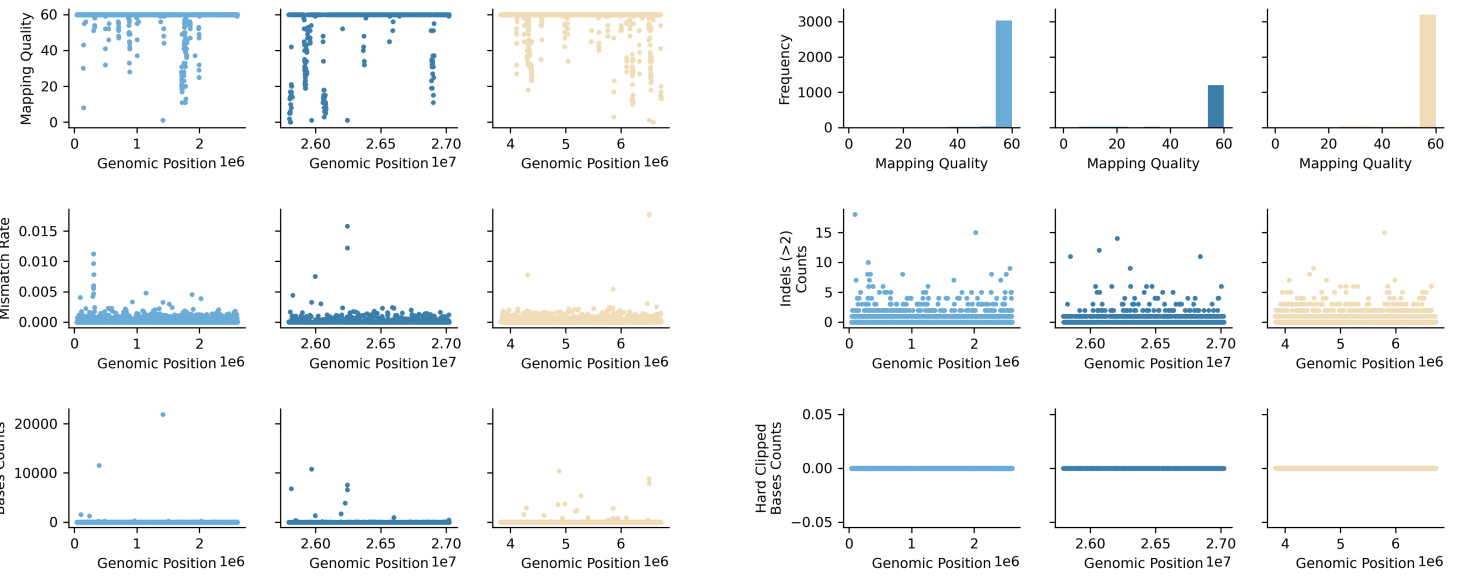 60
40
20
0
Mapping Quality
0 1 2
1e6
Genomic Position
2.60 2.65 2.70
1e7
Genomic Position
4 5 6
1e6
Genomic Position
3000
2000
1000
0
Frequency
0 20 40 60
Mapping Quality
0 20 40 60
Mapping Quality
0 20 40 60
Mapping Quality
0.015
0.010
0.005
0.000
Mismatch Rate
0 1 2
1e6
Genomic Position
2.60 2.65 2.70
1e7
Genomic Position
4 5 6
1e6
Genomic Position
15
10
5
0
Indels (>2)
Counts
0 1 2
1e6
Genomic Position
2.60 2.65 2.70
1e7
Genomic Position
4 5 6
1e6
Genomic Position
20000
10000
0
Bases Counts
0 1 2
1e6
Genomic Position
2.60 2.65 2.70
1e7
Genomic Position
4 5 6
1e6
Genomic Position
0.05
0.00
−0.05
Hard Clipped
Bases Counts
0 1 2
1e6
Genomic Position
2.60 2.65 2.70
1e7
Genomic Position
4 5 6
1e6
Genomic Position